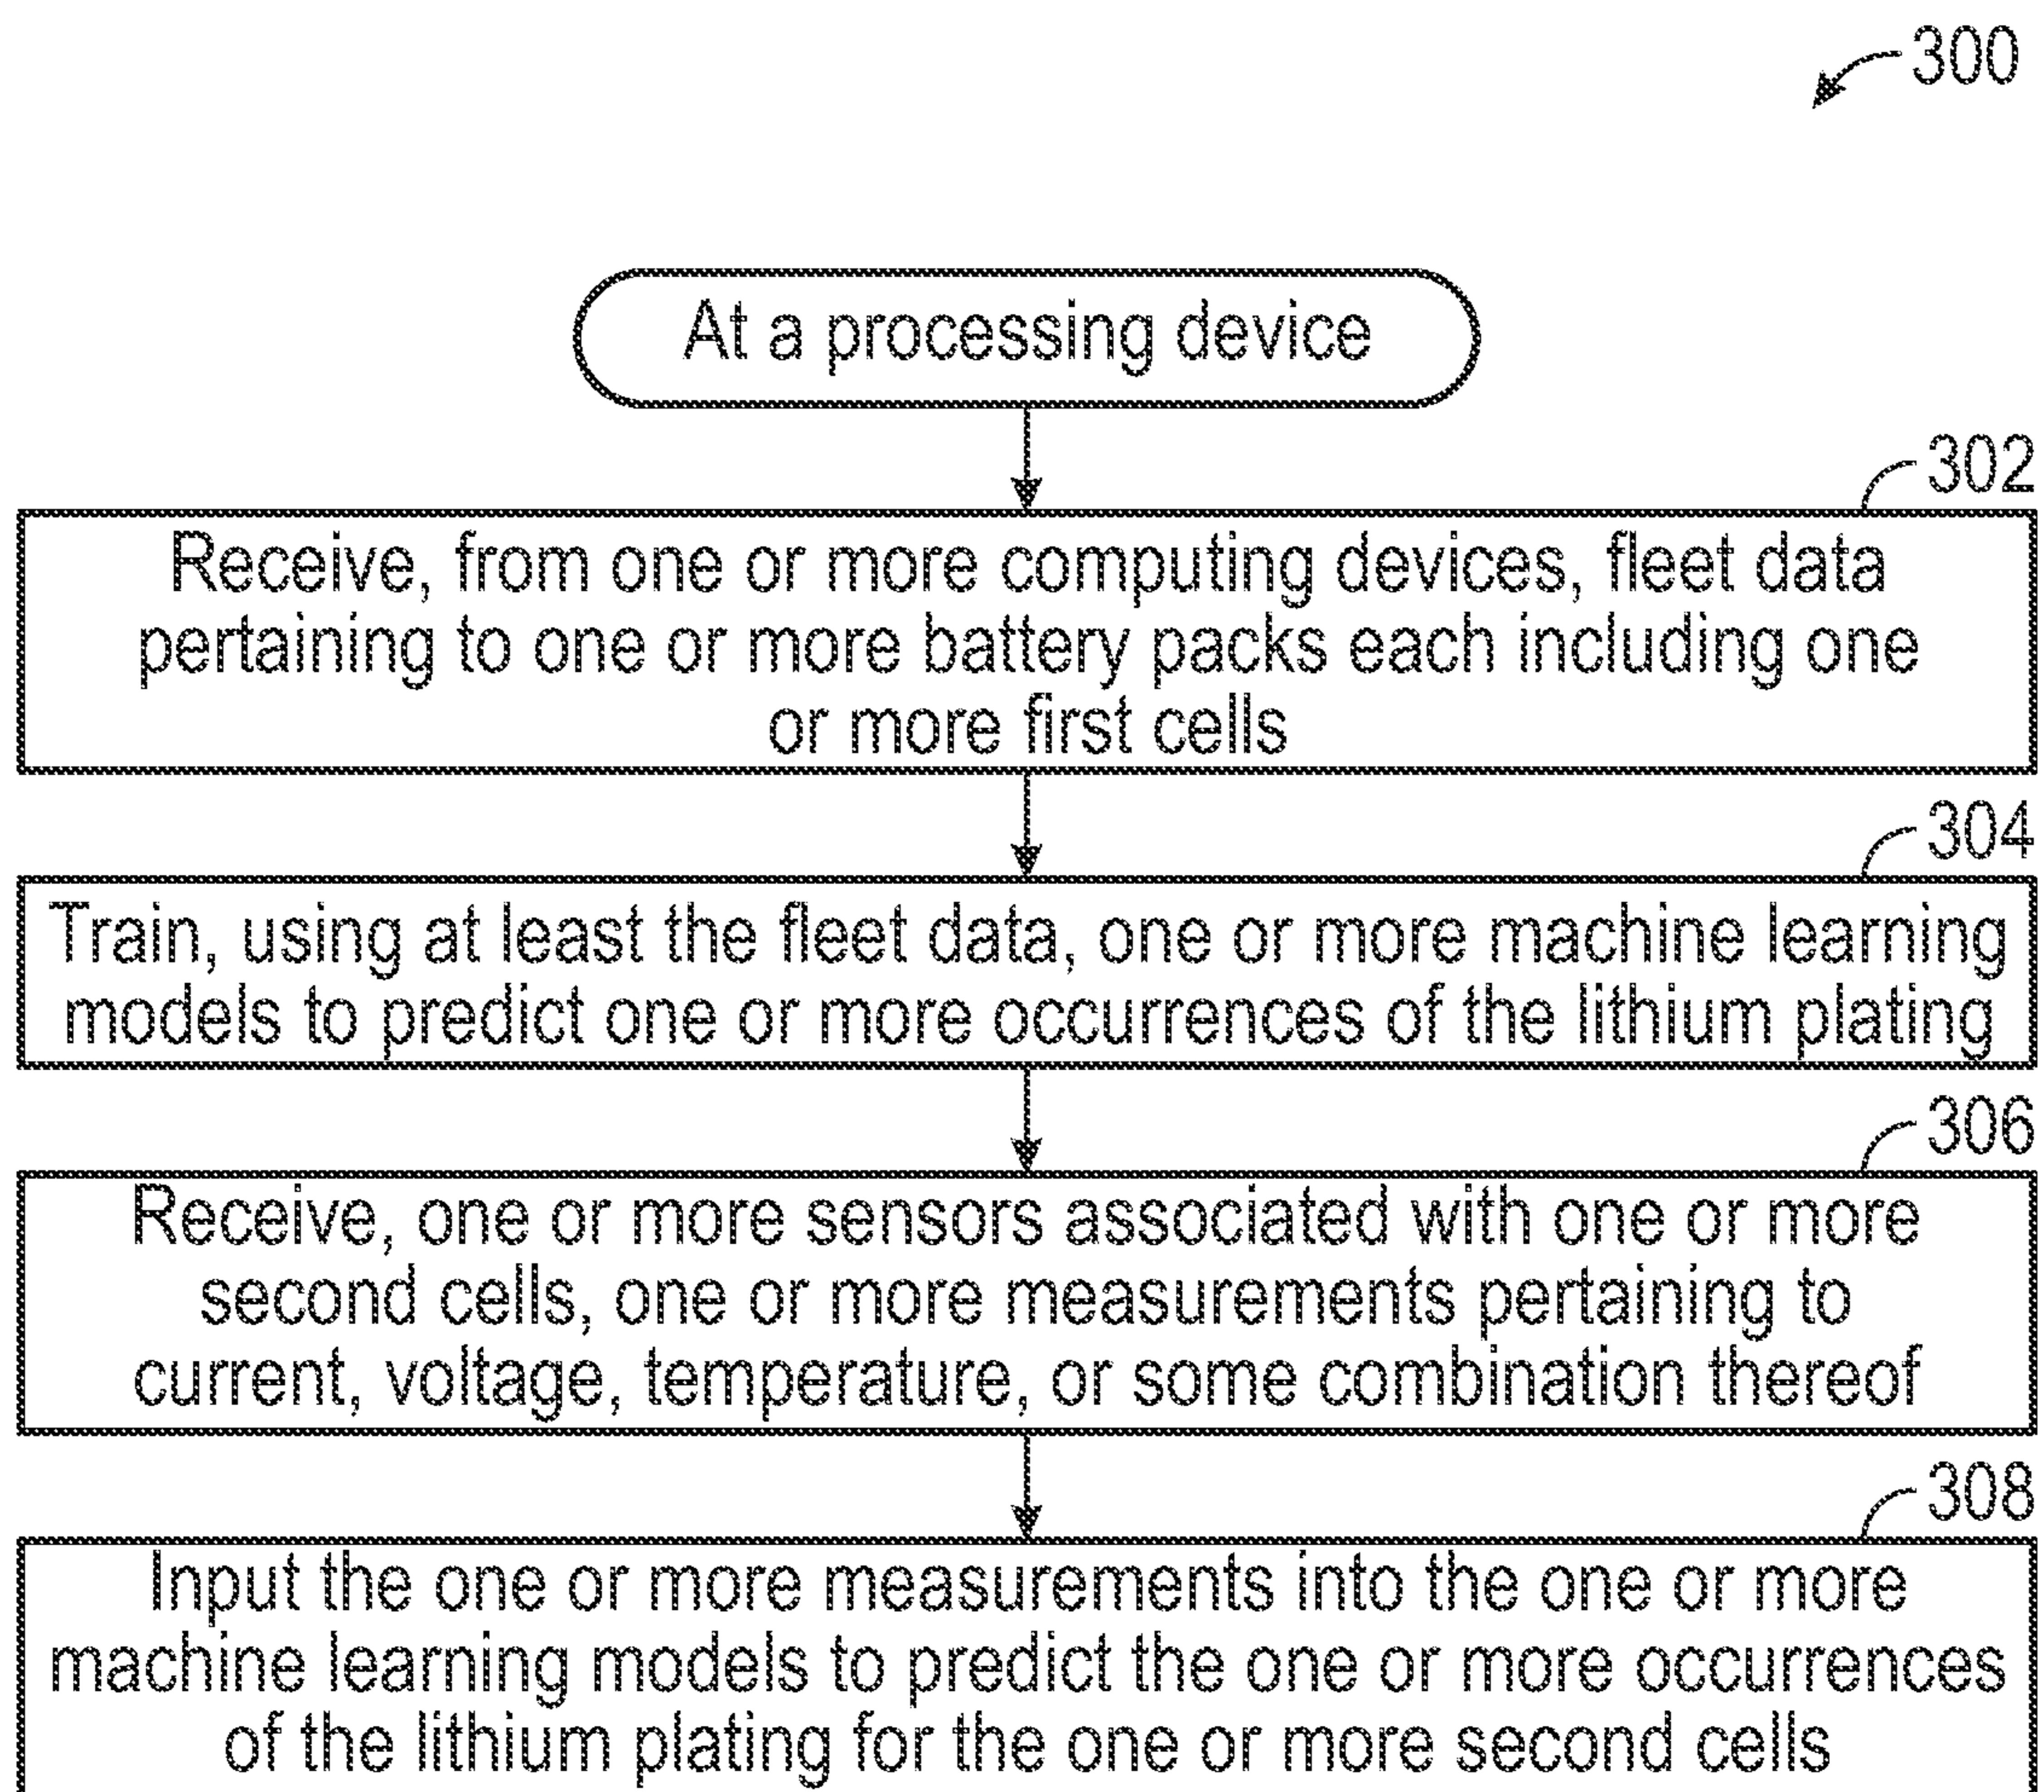 300
At a processing device
302
Receive, from one or more computing devices, fleet data
pertaining to one or more battery packs each including one
or more first cells
304
Train, using at least the fleet data, one or more machine learning
models to predict one or more occurrences of the lithium plating
306
Receive, one or more sensors associated with one or more
second cells, one or more measurements pertaining to
current, voltage, temperature, or some combination thereof
308
Input the one or more measurements into the one or more
machine learning models to predict the one or more occurrences
of the lithium plating for the one or more second cells